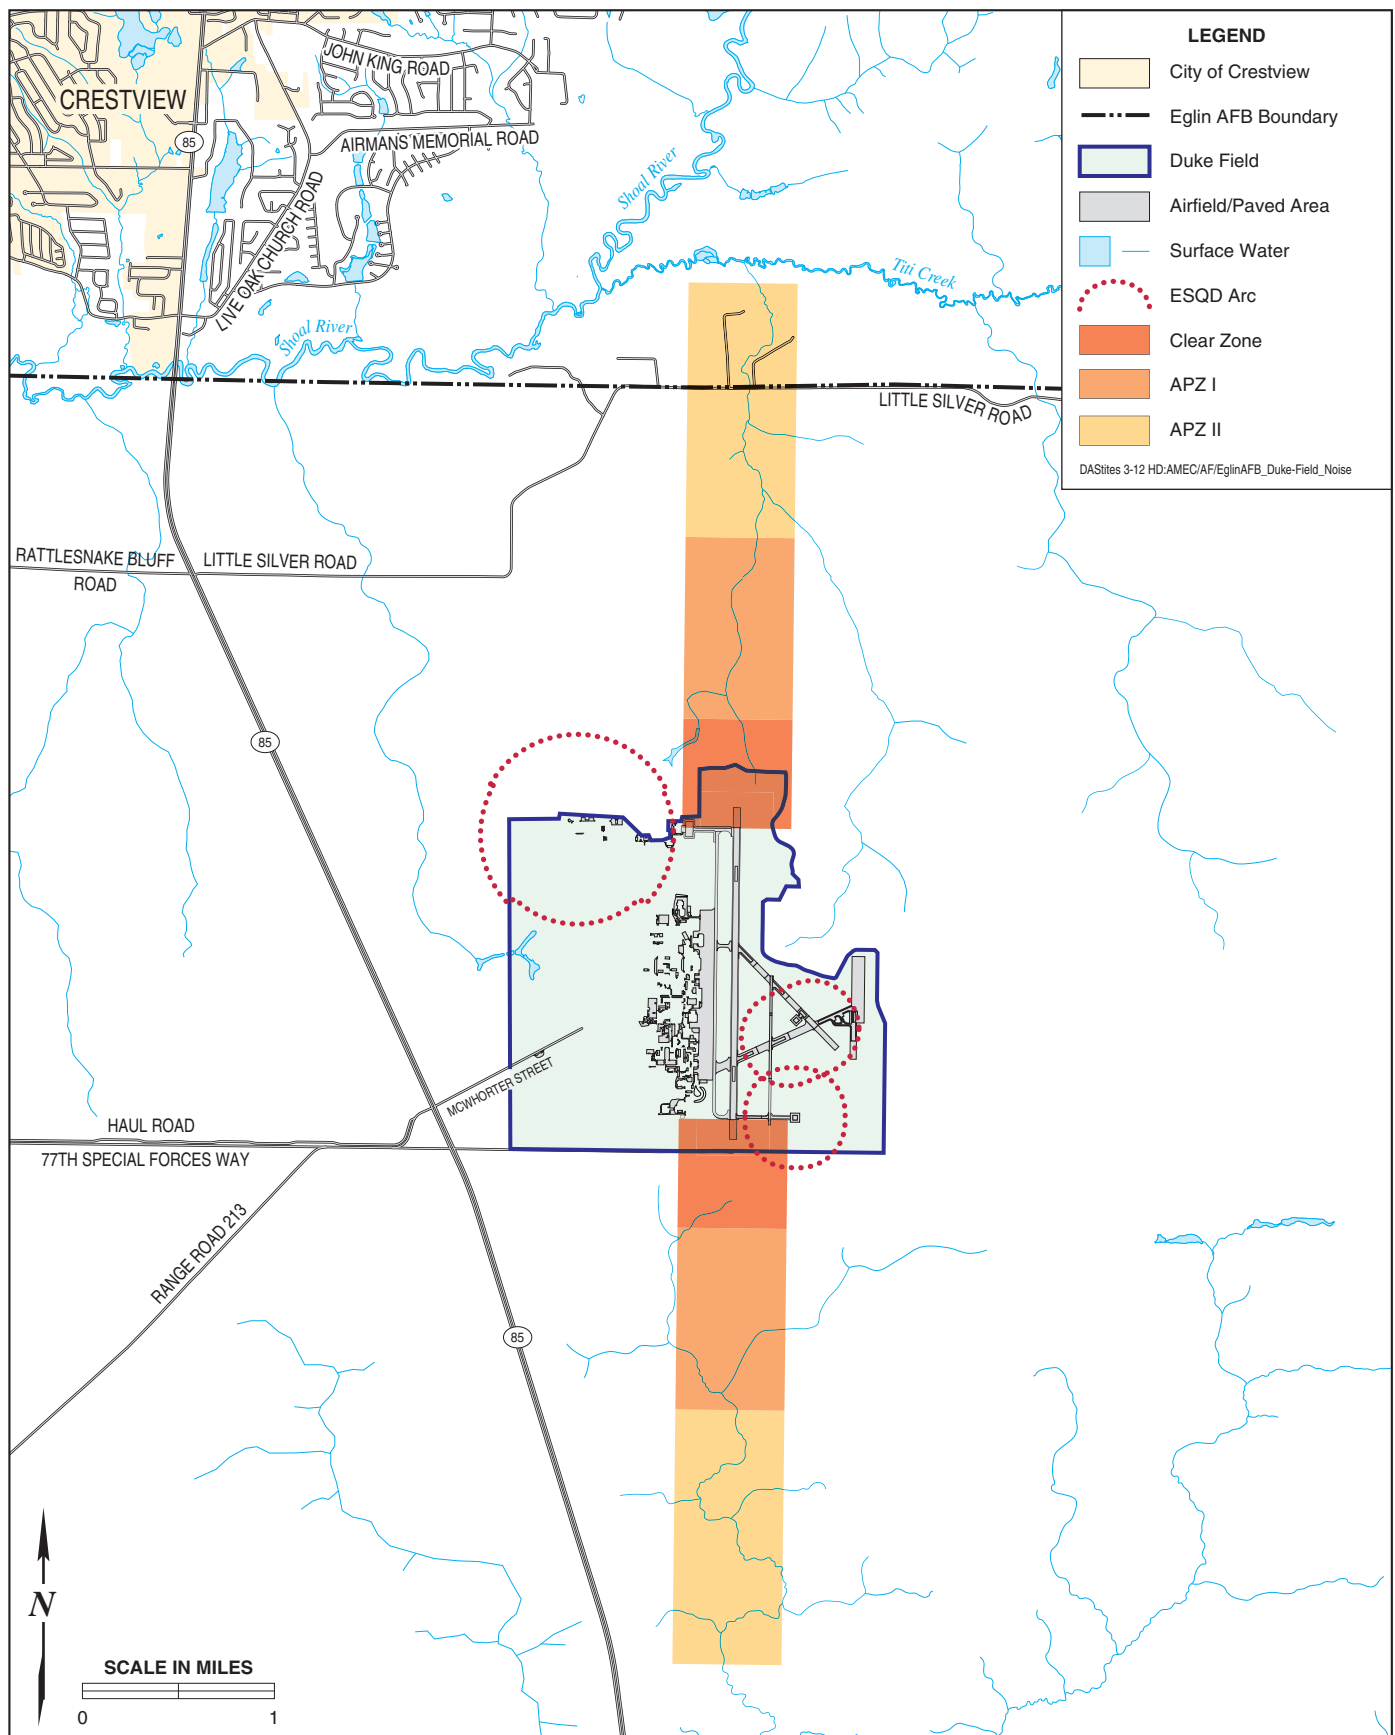 LEGEND
City of Crestview
Eglin AFB Boundary
Duke Field
Airfield/Paved Area
Surface Water
ESQD Arc
Clear Zone
APZ I
APZ II
DAStites 3-12 HD:AMEC/AF/EglinAFB_Duke-Field_Noise
JOHN KING ROAD
CRESTVIEW
85
AIRMANS MEMORIAL ROAD
Shoal River
LIVE OAK CHURCH ROAD
Titi Creek
Shoal River
LITTLE SILVER ROAD
RATTLESNAKE BLUFF
ROAD
LITTLE SILVER ROAD
85
MCWHORTER STREET
HAUL ROAD
77TH SPECIAL FORCES WAY
RANGE ROAD 213
85
N
SCALE IN MILES
0 1